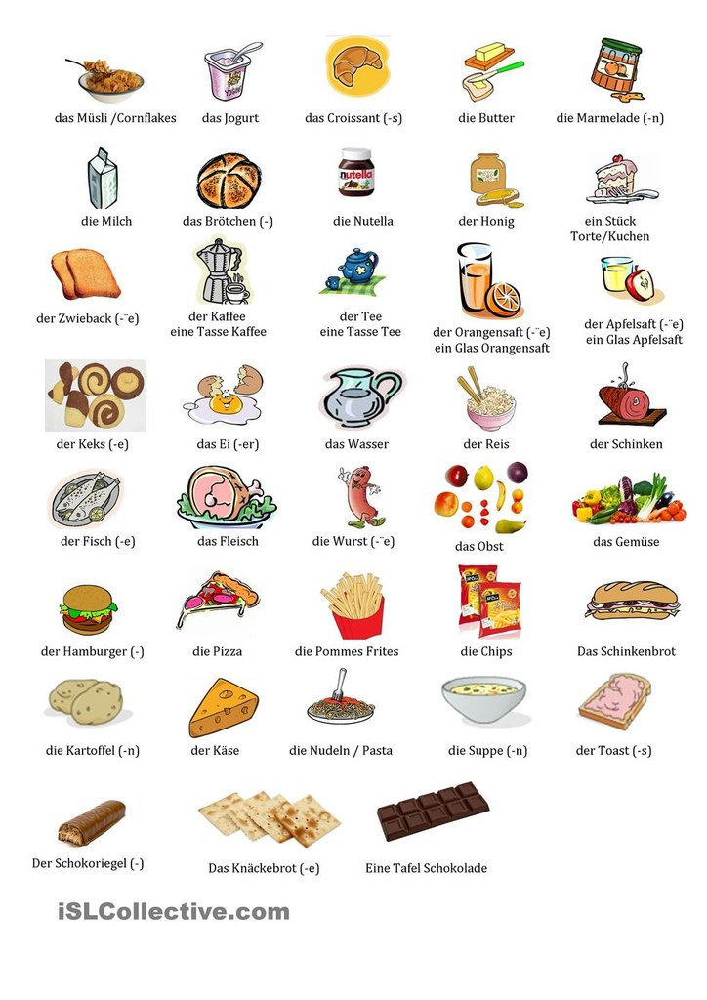 das Müsli /Cornflakes
das Jogurt
das Croissant (-s)
die Butter
die Marmelade (-n)
nutella
die Milch
das Brötchen (-)
die Nutella
der Honig
ein Stück
Torte/Kuchen
der Zwieback (-¨e)
der Kaffee
eine Tasse Kaffee
der Tee
eine Tasse Tee
der Orangensaft (-¨e)
ein Glas Orangensaft
der Apfelsaft (-¨e)
ein Glas Apfelsaft
der Keks (-e)
das Ei (-er)
das Wasser
der Reis
der Schinken
der Fisch (-e)
das Fleisch
die Wurst (-¨e)
das Obst
das Gemüse
der Hamburger (-)
die Pizza
die Pommes Frites
die Chips
Das Schinkenbrot
die Kartoffel (-n)
der Käse
die Nudeln / Pasta
die Suppe (-n)
der Toast (-s)
Der Schokoriegel (-)
Das Knäckebrot (-e)
Eine Tafel Schokolade
iSLCollective.com